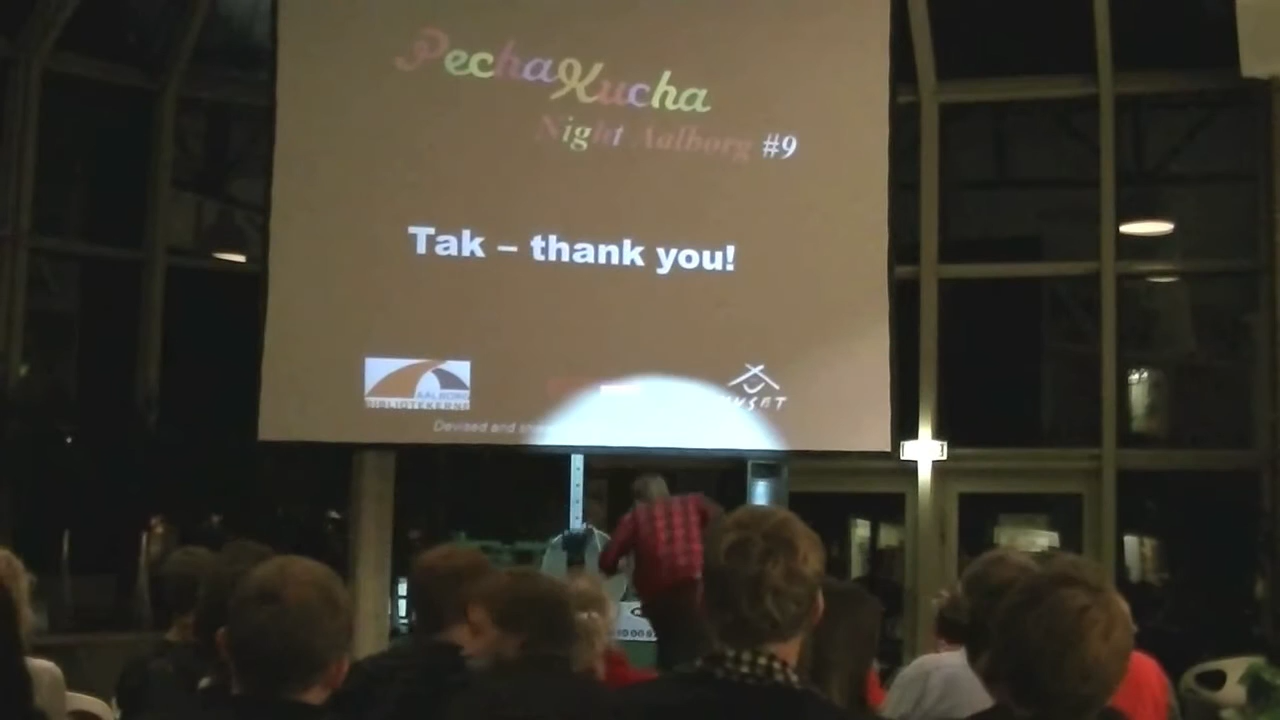 PechaKucha
Night Aalborg #9
Tak – thank you!
AALBORG
BIBLIOTEKERNE
Devised and